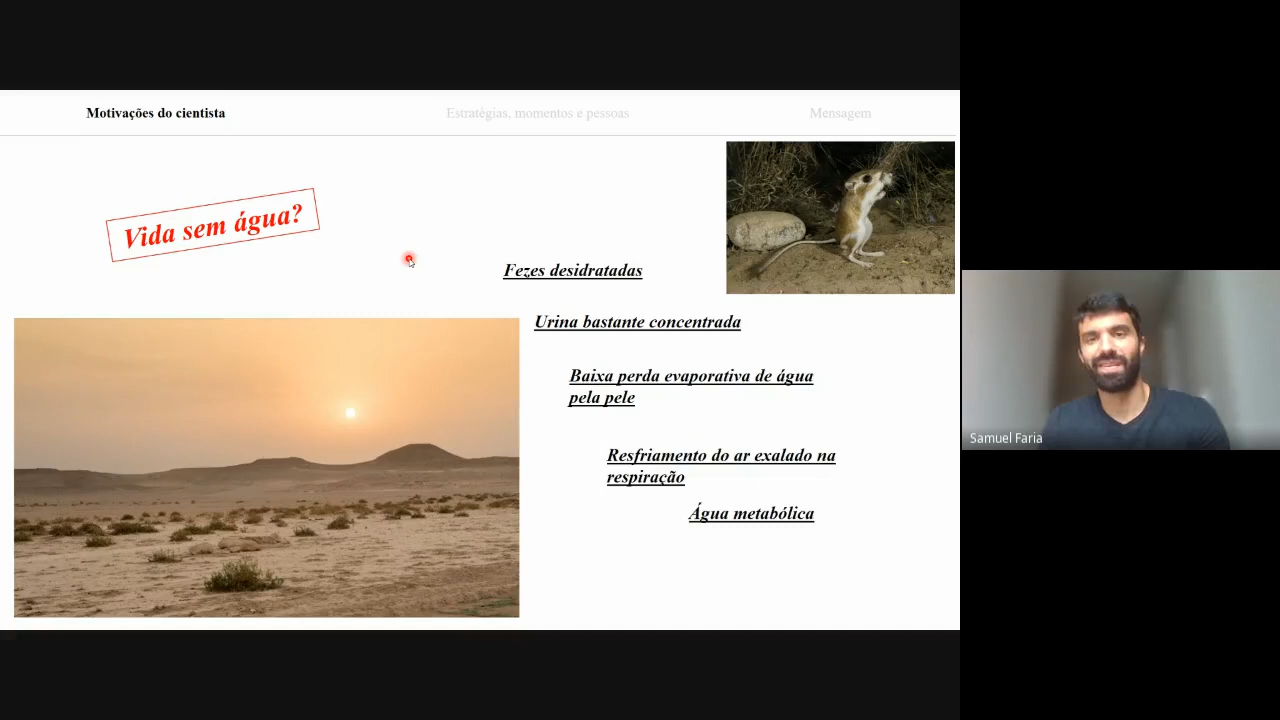 Motivações do cientista
Estratégias, momentos e pessoas
Mensagem
Vida sem água?
Fezes desidratadas
Urina bastante concentrada
Baixa perda evaporativa de água
pela pele
Resfriamento do ar exalado na
respiração
Água metabólica
Samuel Faria